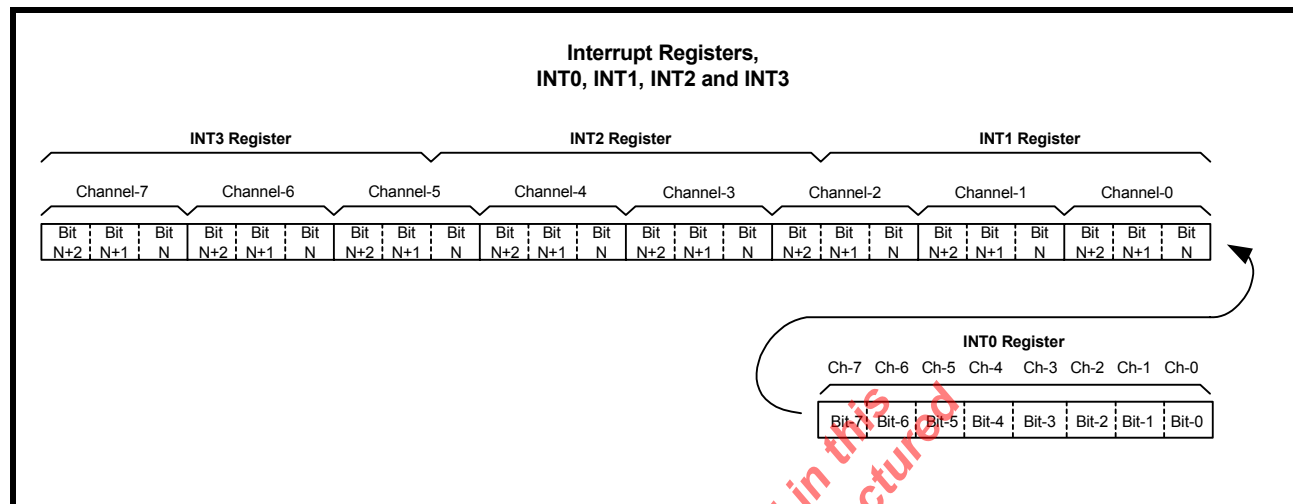 Interrupt Registers,
INT0, INT1, INT2 and INT3
INT3 Register INT2 Register INT1 Register
Channel-7 Channel-6 Channel-5 Channel-4 Channel-3 Channel-2 Channel-1 Channel-0
Bit Bit Bit Bit Bit Bit Bit Bit Bit Bit Bit Bit Bit Bit Bit Bit Bit Bit Bit Bit Bit Bit Bit Bit
N+2 N+1 N N+2 N+1 N N+2 N+1 N N+2 N+1 N N+2 N+1 N N+2 N+1 N N+2 N+1 N N+2 N+1 N
INT0 Register
Ch-7 Ch-6 Ch-5 Ch-4 Ch-3 Ch-2 Ch-1 Ch-0
Bit-7 Bit-6 Bit-5 Bit-4 Bit-3 Bit-2 Bit-1 Bit-0
in this